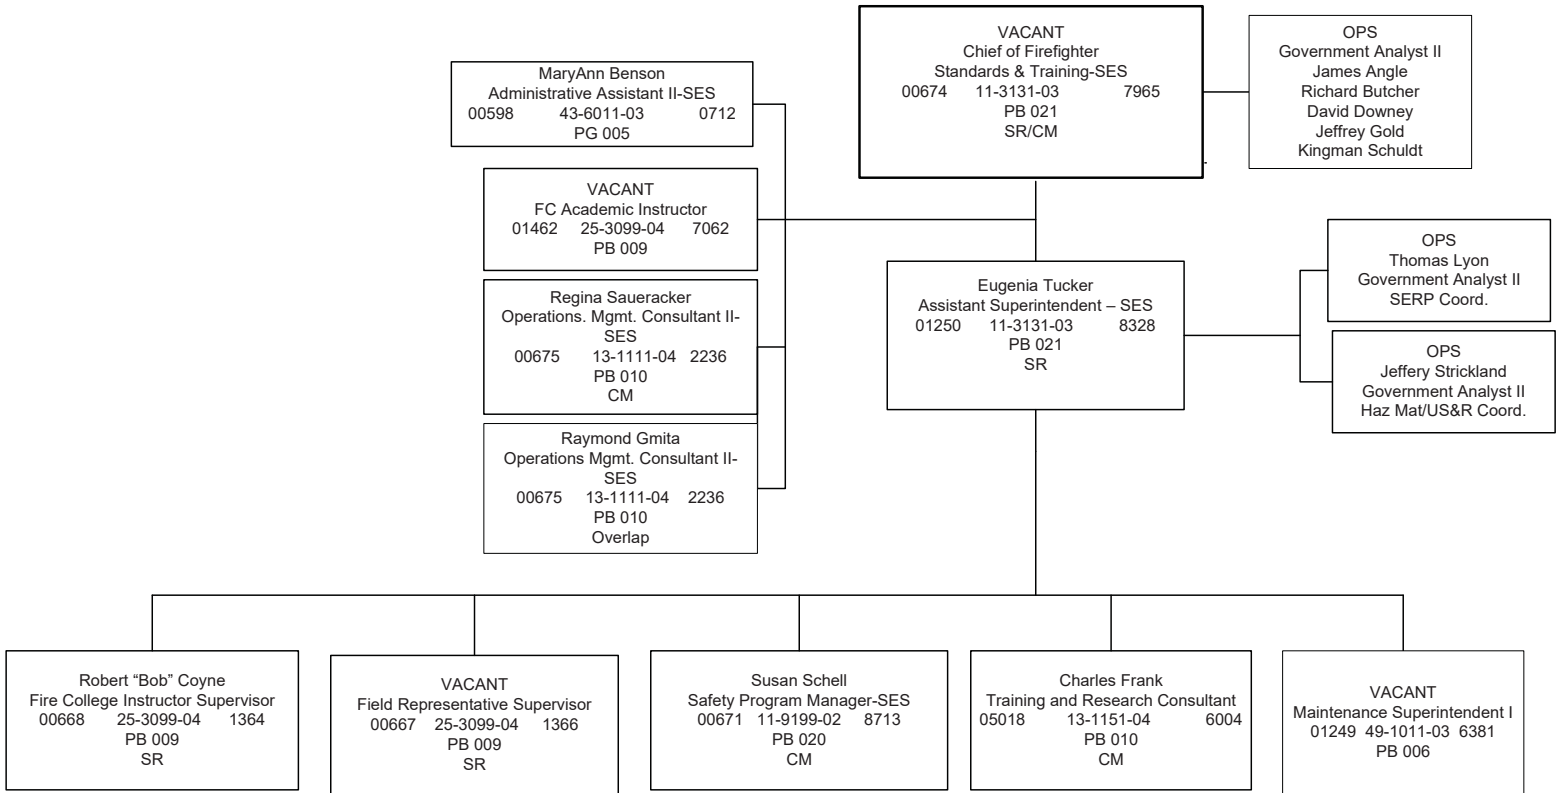 VACANT
Chief of Firefighter
Standards & Training-SES
00674 11-3131-03 7965
PB 021
SR/CM
OPS
Government Analyst II
James Angle
Richard Butcher
David Downey
Jeffrey Gold
Kingman Schuldt
MaryAnn Benson
Administrative Assistant II-SES
00598 43-6011-03 0712
PG 005
VACANT
FC Academic Instructor
01462 25-3099-04 7062
PB 009
Regina Saueracker
Operations. Mgmt. Consultant II-
SES
00675 13-1111-04 2236
PB 010
CM
Raymond Gmita
Operations Mgmt. Consultant II-
SES
00675 13-1111-04 2236
PB 010
Overlap
Eugenia Tucker
Assistant Superintendent – SES
01250 11-3131-03 8328
PB 021
SR
OPS
Thomas Lyon
Government Analyst II
SERP Coord.
OPS
Jeffery Strickland
Government Analyst II
Haz Mat/US&R Coord.
Robert “Bob” Coyne
Fire College Instructor Supervisor
00668 25-3099-04 1364
PB 009
SR
VACANT
Field Representative Supervisor
00667 25-3099-04 1366
PB 009
SR
Susan Schell
Safety Program Manager-SES
00671 11-9199-02 8713
PB 020
CM
Charles Frank
Training and Research Consultant
05018 13-1151-04 6004
PB 010
CM
VACANT
Maintenance Superintendent I
01249 49-1011-03 6381
PB 006